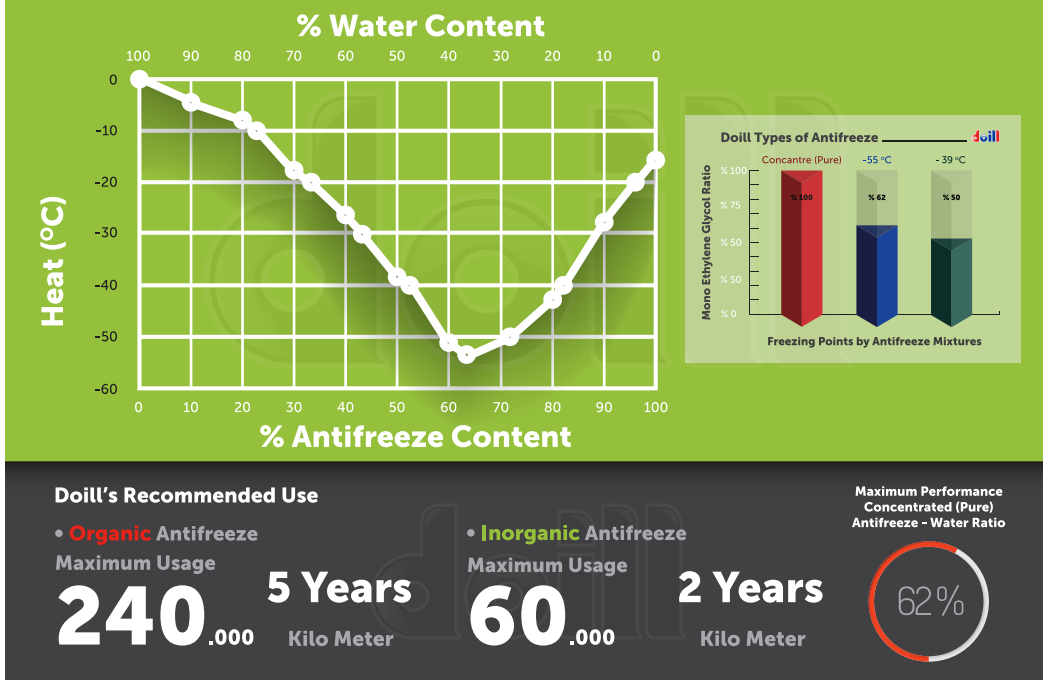 % Water Content
100 90 80 70 60 50 40 30 20 10 0
0
-10
-20
-30
-40
-50
-60
Heat (°C)
0 10 20 30 40 50 60 70 80 90 100
% Antifreeze Content
Doill Types of Antifreeze
doill
Concantre (Pure) -55 °C - 39 °C
% 100
% 75
% 50
% 50
% 0
Mono Ethylene Glycol Ratio
% 100 % 62 % 50
Freezing Points by Antifreeze Mixtures
doill
Doill's Recommended Use
• Organic Antifreeze
Maximum Usage
240.000
5 Years
Kilo Meter
• Inorganic Antifreeze
Maximum Usage
60.000
2 Years
Kilo Meter
doill
Maximum Performance
Concentrated (Pure)
Antifreeze - Water Ratio
62%